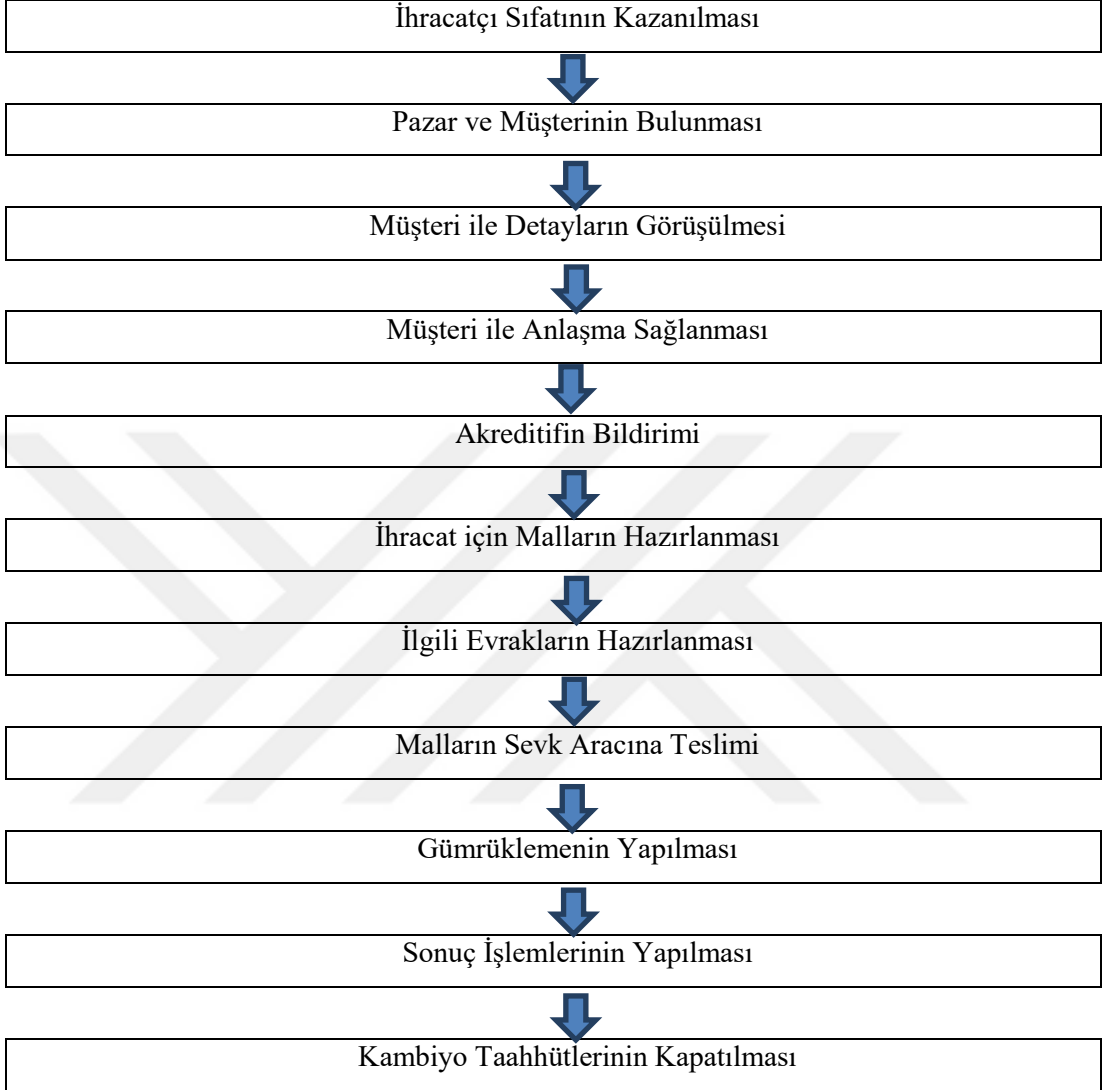 İhracatçı Sıfatının Kazanılması
Pazar ve Müşterinin Bulunması
Müşteri ile Detayların Görüşülmesi
Müşteri ile Anlaşma Sağlanması
Akreditifin Bildirimi
İhracat için Malların Hazırlanması
İlgili Evrakların Hazırlanması
Malların Sevk Aracına Teslimi
Gümrüklemenin Yapılması
Sonuç İşlemlerinin Yapılması
Kambiyo Taahhütlerinin Kapatılması